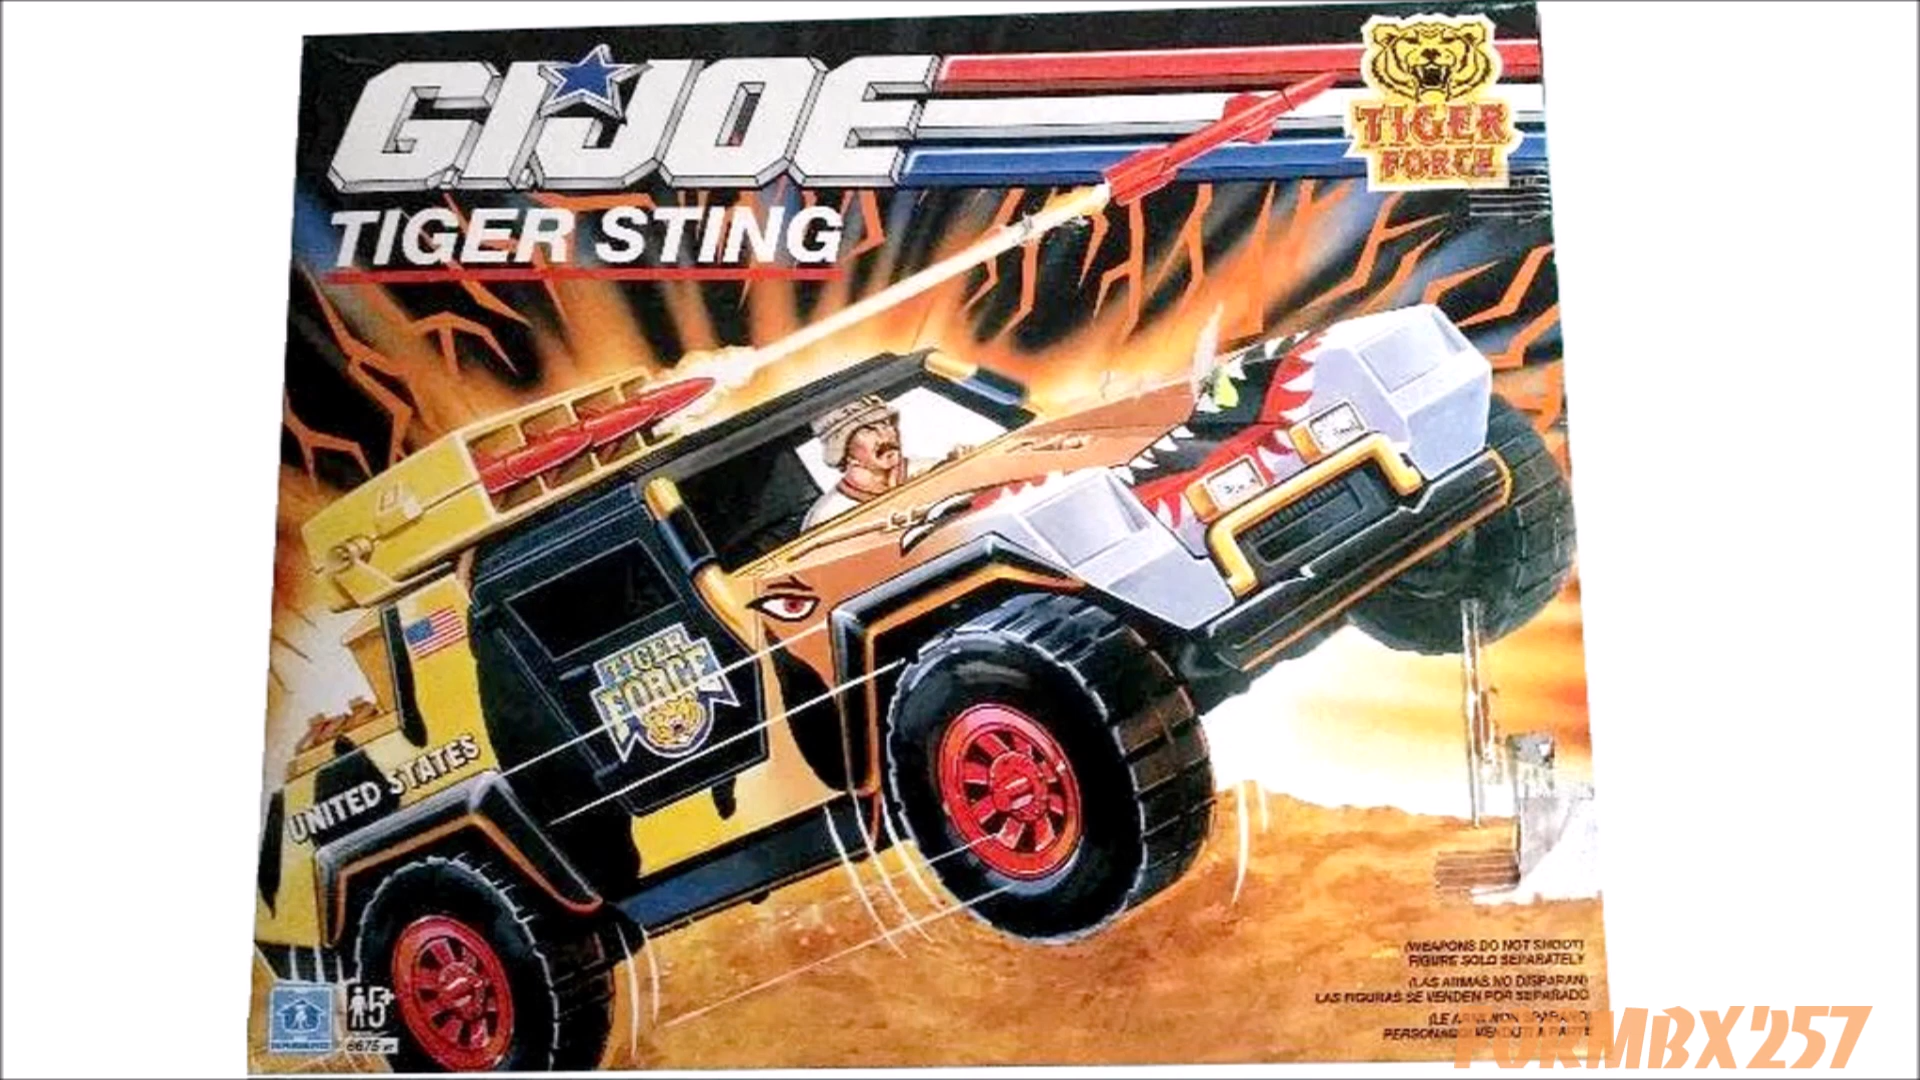 G.I. JOE
TIGER
FORCE
TIGER STING
TIGER
FORCE
UNITED STATES
5+
6675
(WEAPONS DO NOT SHOOT)
FIGURE SOLD SEPARATELY
(LAS ARMAS NO DISPARAN)
LAS FIGURAS SE VENDEN POR SEPARADO
FORMBX257